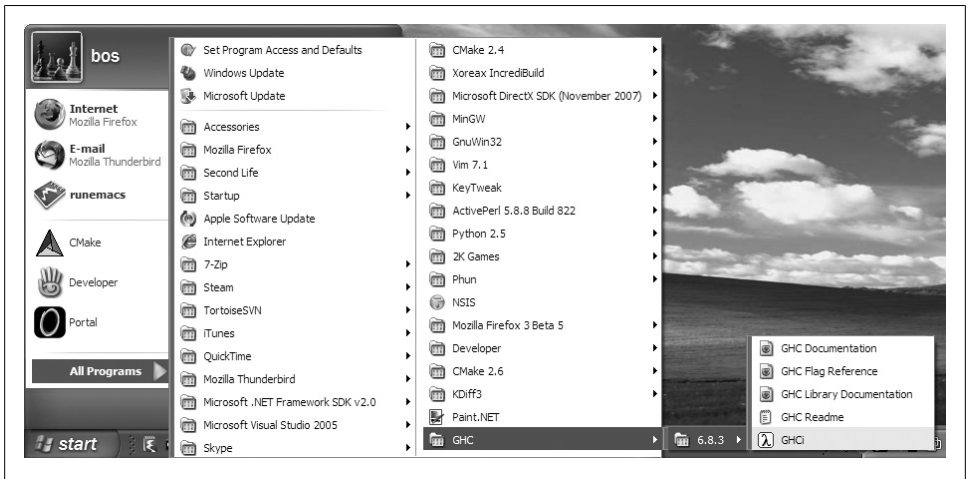 bos
Internet
Mozilla Firefox
E-mail
Mozilla Thunderbird
runemacs
CMake
Developer
Portal
All Programs
start
Set Program Access and Defaults
Windows Update
Microsoft Update
Accessories
Mozilla Firefox
Second Life
Startup
Apple Software Update
Internet Explorer
7-Zip
Steam
TortoiseSVN
iTunes
QuickTime
Mozilla Thunderbird
Microsoft .NET Framework SDK v2.0
Microsoft Visual Studio 2005
Skype
CMake 2.4
Xoreax IncrediBuild
Microsoft DirectX SDK (November 2007)
MinGW
GnuWin32
Vim 7.1
KeyTweak
ActivePerl 5.8.8 Build 822
Python 2.5
2K Games
Phun
NSIS
Mozilla Firefox 3 Beta 5
Developer
CMake 2.6
KDiff3
Paint.NET
GHC
6.8.3
GHC Documentation
GHC Flag Reference
GHC Library Documentation
GHC Readme
λ GHCi